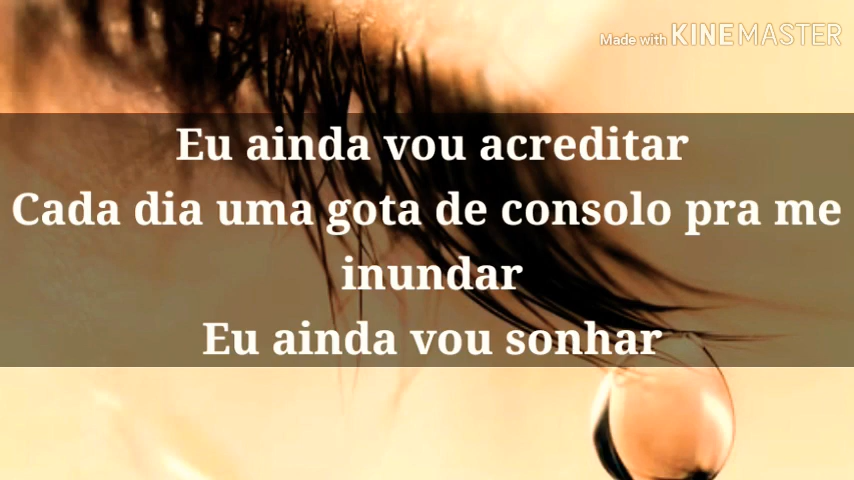 Made with KINEMASTER
Eu ainda vou acreditar
Cada dia uma gota de consolo pra me
inundar
Eu ainda vou sonhar